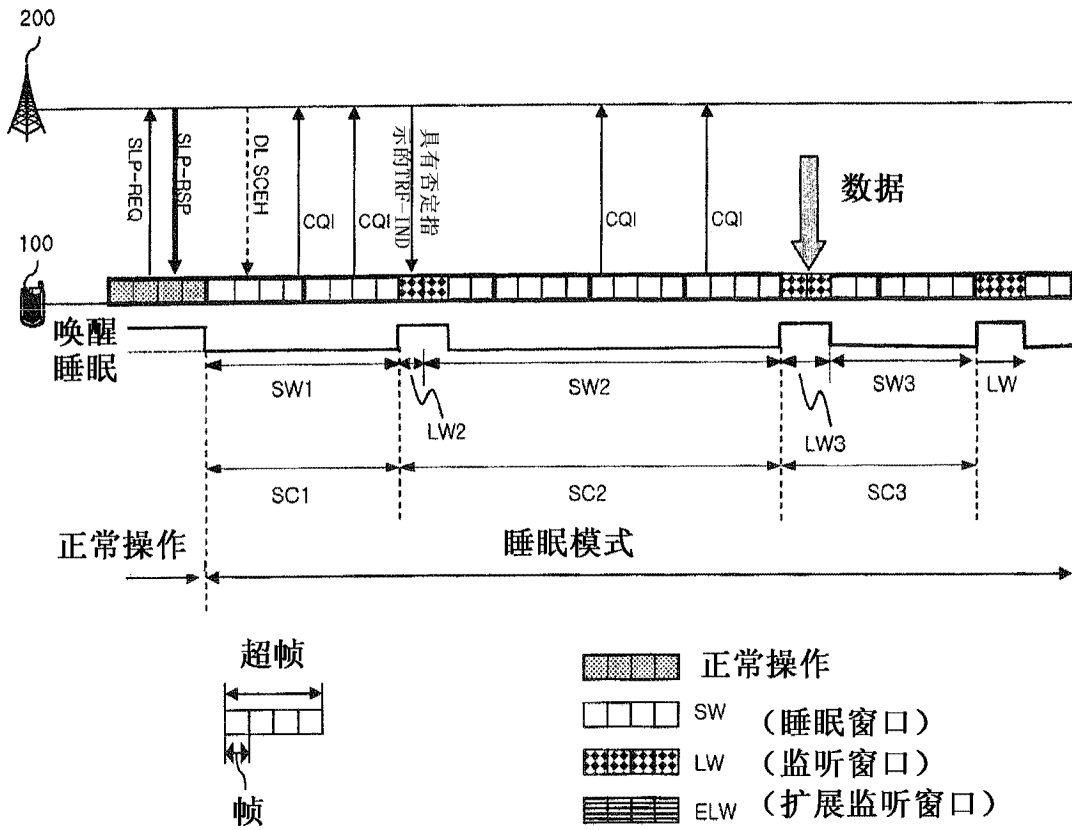 200
SLP-REQ
SLP-RSP
DL SCEH
CQI
CQI
具有否定指
示的TRF-IND
CQI
CQI
数据
100
唤醒
睡眠
SW1
SW2
SW3
LW
LW2
LW3
SC1
SC2
SC3
正常操作
睡眠模式
超帧
帧
正常操作
SW （睡眠窗口）
LW （监听窗口）
ELW （扩展监听窗口）